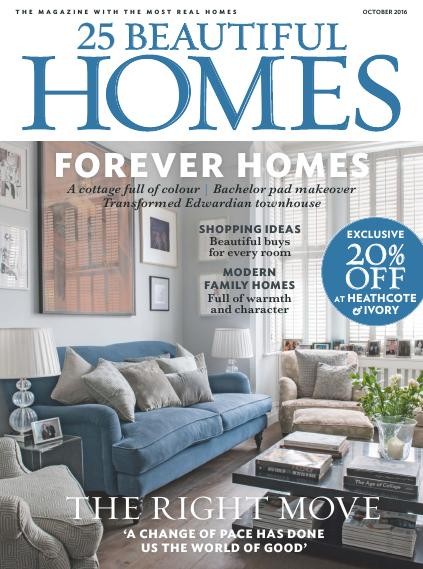 THE MAGAZINE WITH THE MOST REAL HOMES
OCTOBER 2016
25 BEAUTIFUL
HOMES
FOREVER HOMES
A cottage full of colour | Bachelor pad makeover
Transformed Edwardian townhouse
SHOPPING IDEAS
Beautiful buys
for every room
MODERN
FAMILY HOMES
Full of warmth
and character
EXCLUSIVE
20%
OFF
AT HEATHCOTE
& IVORY
The Age of Collage
THE RIGHT MOVE
‘A CHANGE OF PACE HAS DONE
US THE WORLD OF GOOD’